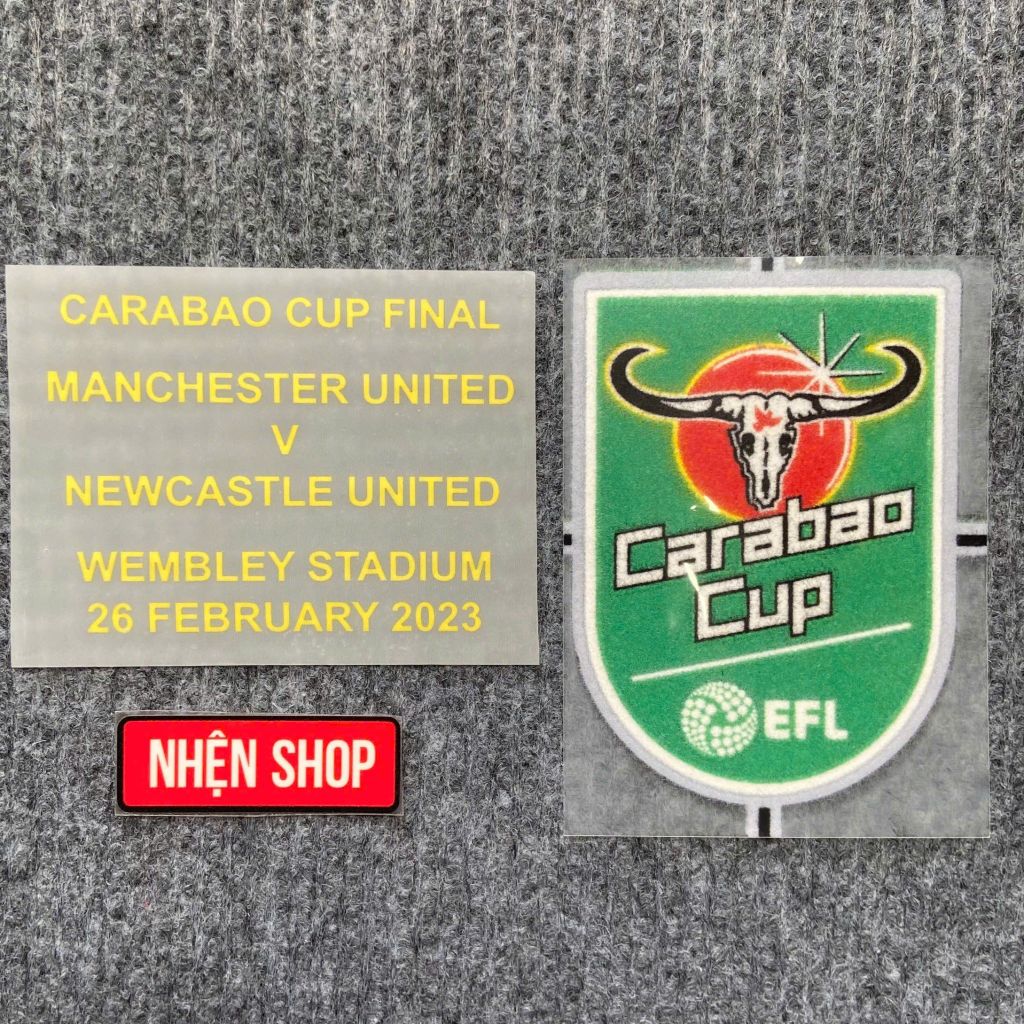 CARABAO CUP FINAL
MANCHESTER UNITED
V
NEWCASTLE UNITED
WEMBLEY STADIUM
26 FEBRUARY 2023
NHỆN SHOP
Carabao
Cup
EFL